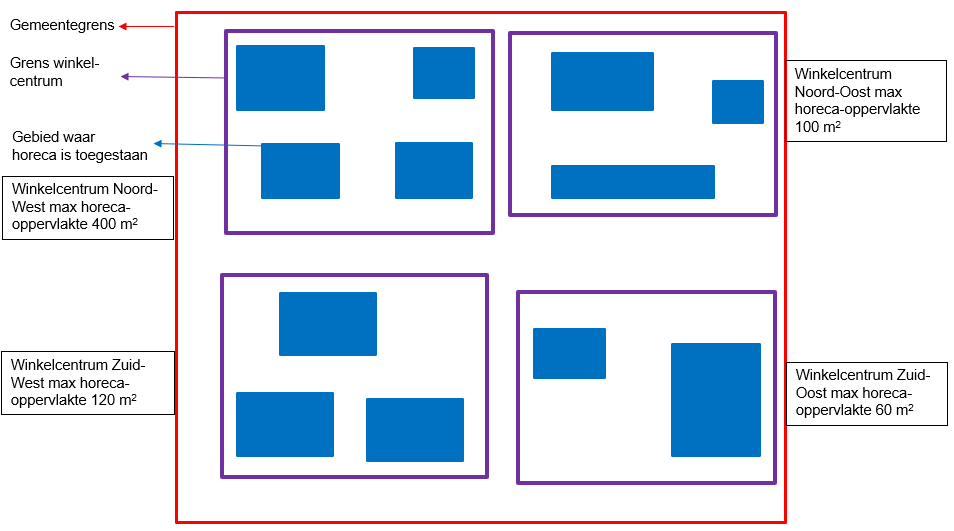 Gemeentegrens
Grens winkel-
centrum
Gebied waar
horeca is toegestaan
Winkelcentrum Noord-
West max horeca-
oppervlakte 400 m²
Winkelcentrum
Noord-Oost max
horeca-oppervlakte
100 m²
Winkelcentrum Zuid-
West max horeca-
oppervlakte 120 m²
Winkelcentrum Zuid-
Oost max horeca-
oppervlakte 60 m²